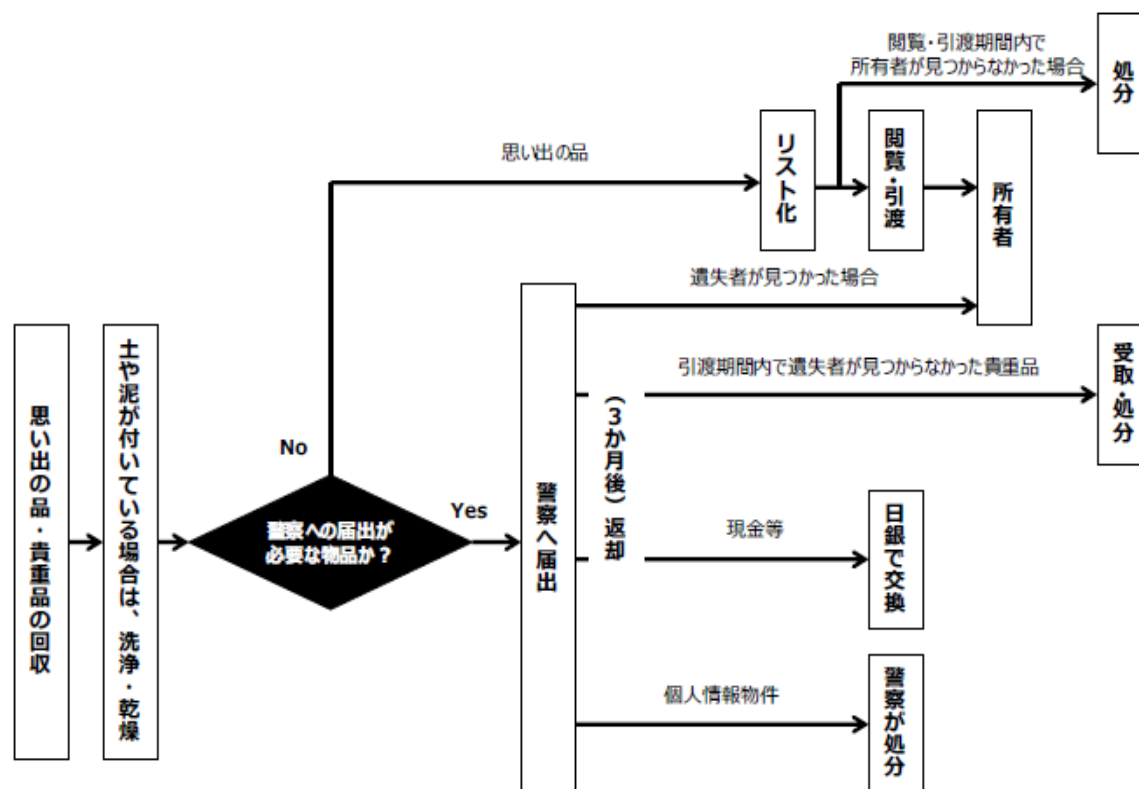 思い出の品・貴重品の回収
土や泥が付いている場合は、洗浄・乾燥
警察への届出が
必要な物品か？
No
Yes
思い出の品
リスト化
閲覧・引渡期間内で
所有者が見つからなかった場合
処分
閲覧・引渡
所有者
警察へ届出
遺失者が見つかった場合
（3か月後）返却
引渡期間内で遺失者が見つからなかった貴重品
受取・処分
現金等
日銀で交換
個人情報物件
警察が処分